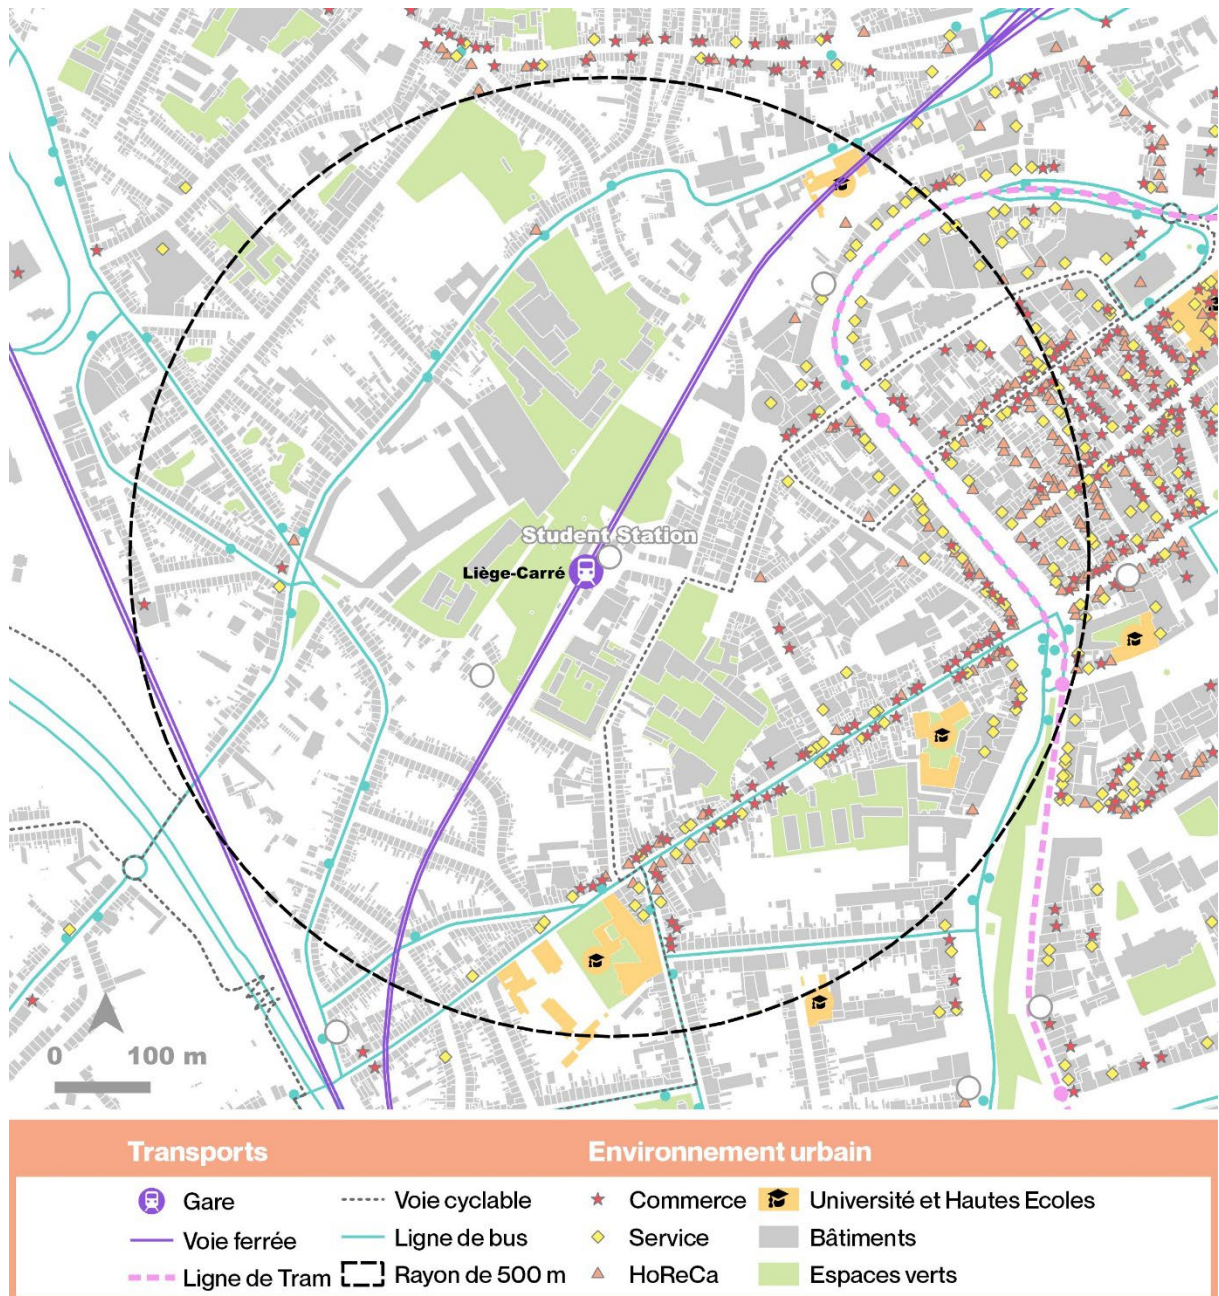 Student Station
Liège-Carré
0 100 m
Transports
Environnement urbain
Gare
Voie cyclable
Commerce
Université et Hautes Ecoles
Voie ferrée
Ligne de bus
Service
Bâtiments
Ligne de Tram
Rayon de 500 m
HoReCa
Espaces verts